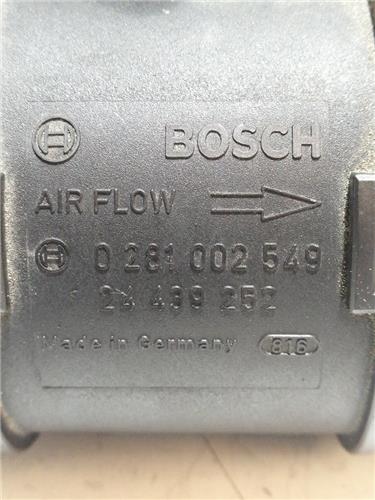 BOSCH
AIR FLOW
0 281 002 549
24 439 252
Made in Germany 816